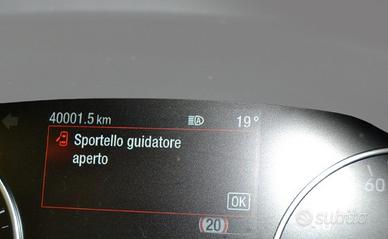 40001.5 km 19°
Sportello guidatore
aperto
OK
60
(20)
subito